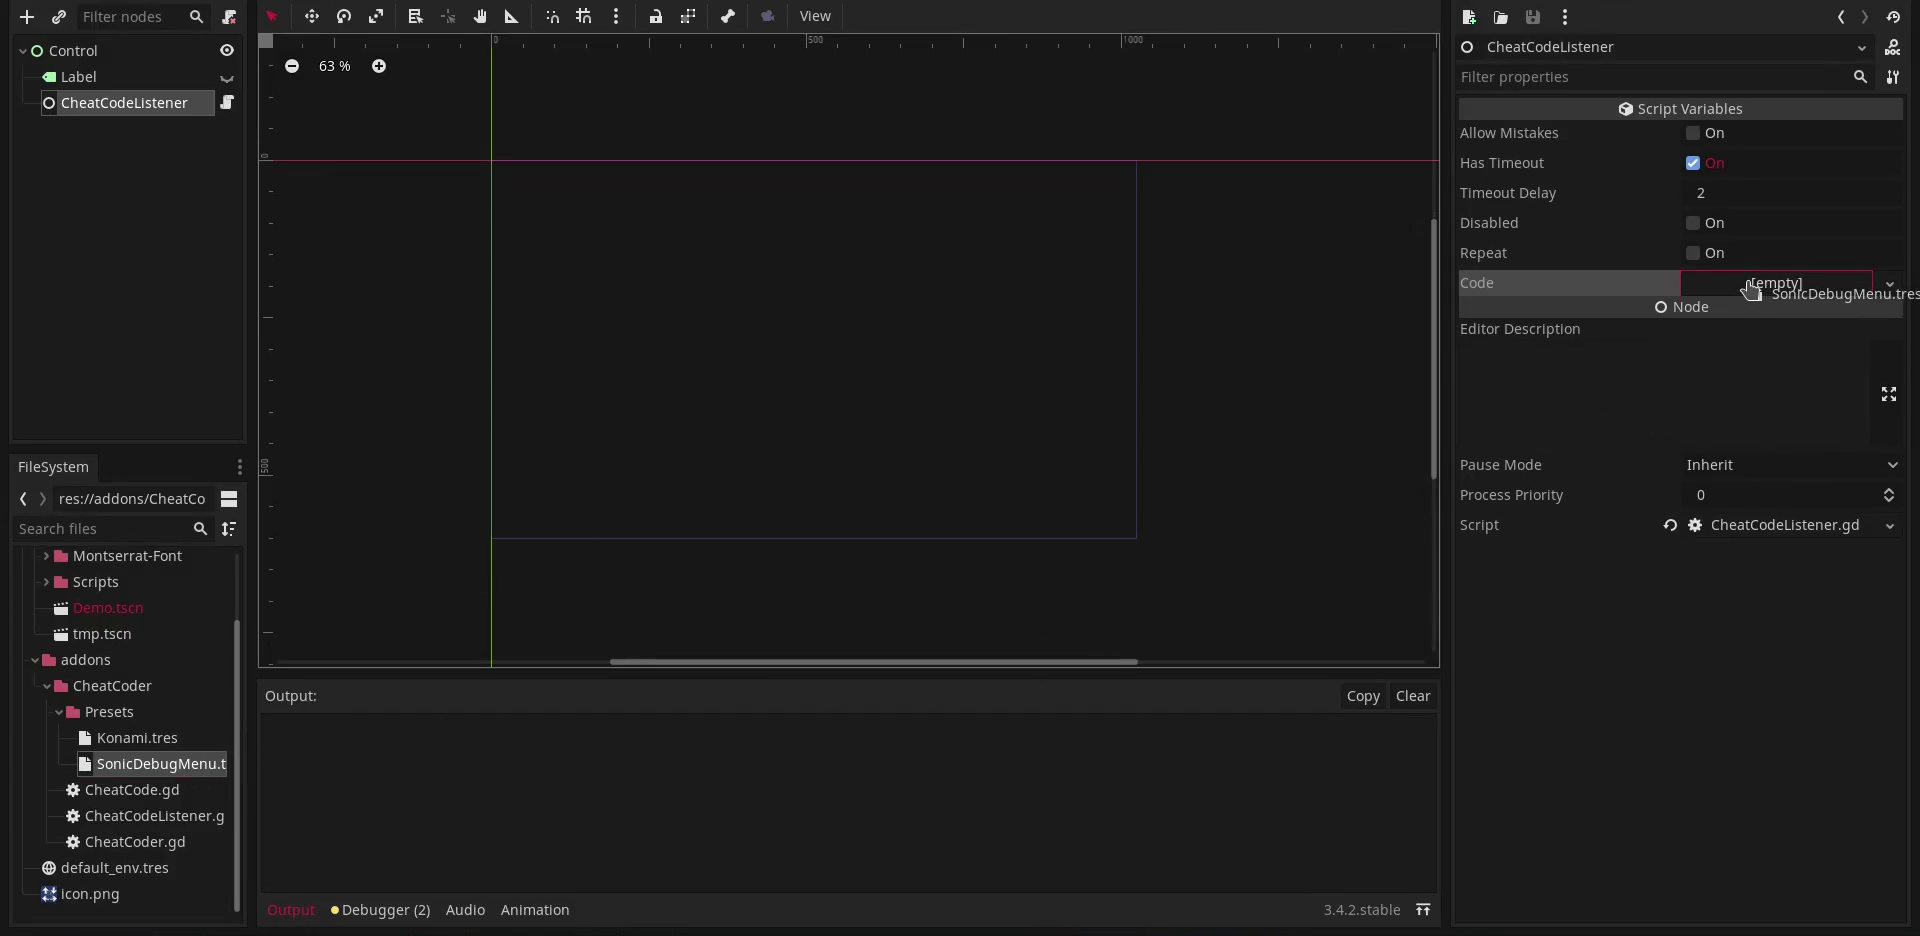 Filter nodes
Control
Label
CheatCodeListener
FileSystem
res://addons/CheatCo
Search files
Montserrat-Font
Scripts
Demo.tscn
tmp.tscn
addons
CheatCoder
Presets
Konami.tres
SonicDebugMenu.t
CheatCode.gd
CheatCodeListener.g
CheatCoder.gd
default_env.tres
icon.png
View
0
500
1000
63 %
0
500
Output:
Copy
Clear
Output
Debugger (2)
Audio
Animation
3.4.2.stable
CheatCodeListener
Filter properties
Script Variables
Allow Mistakes
On
Has Timeout
On
Timeout Delay
2
Disabled
On
Repeat
On
Code
[empty]
SonicDebugMenu.tres
Node
Editor Description
Pause Mode
Inherit
Process Priority
0
Script
CheatCodeListener.gd